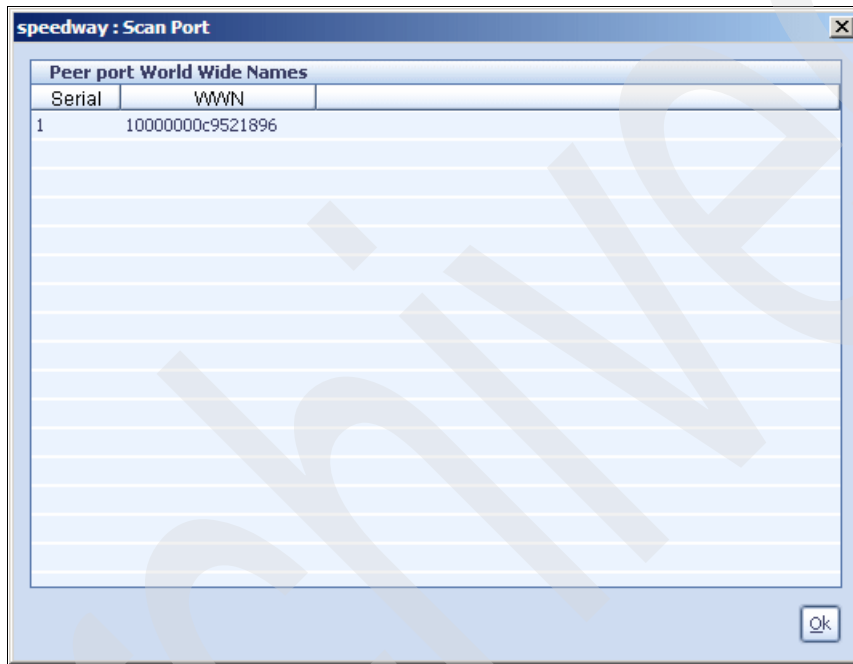 speedway : Scan Port
Peer port World Wide Names
Serial WWN
1 10000000c9521896
Ok